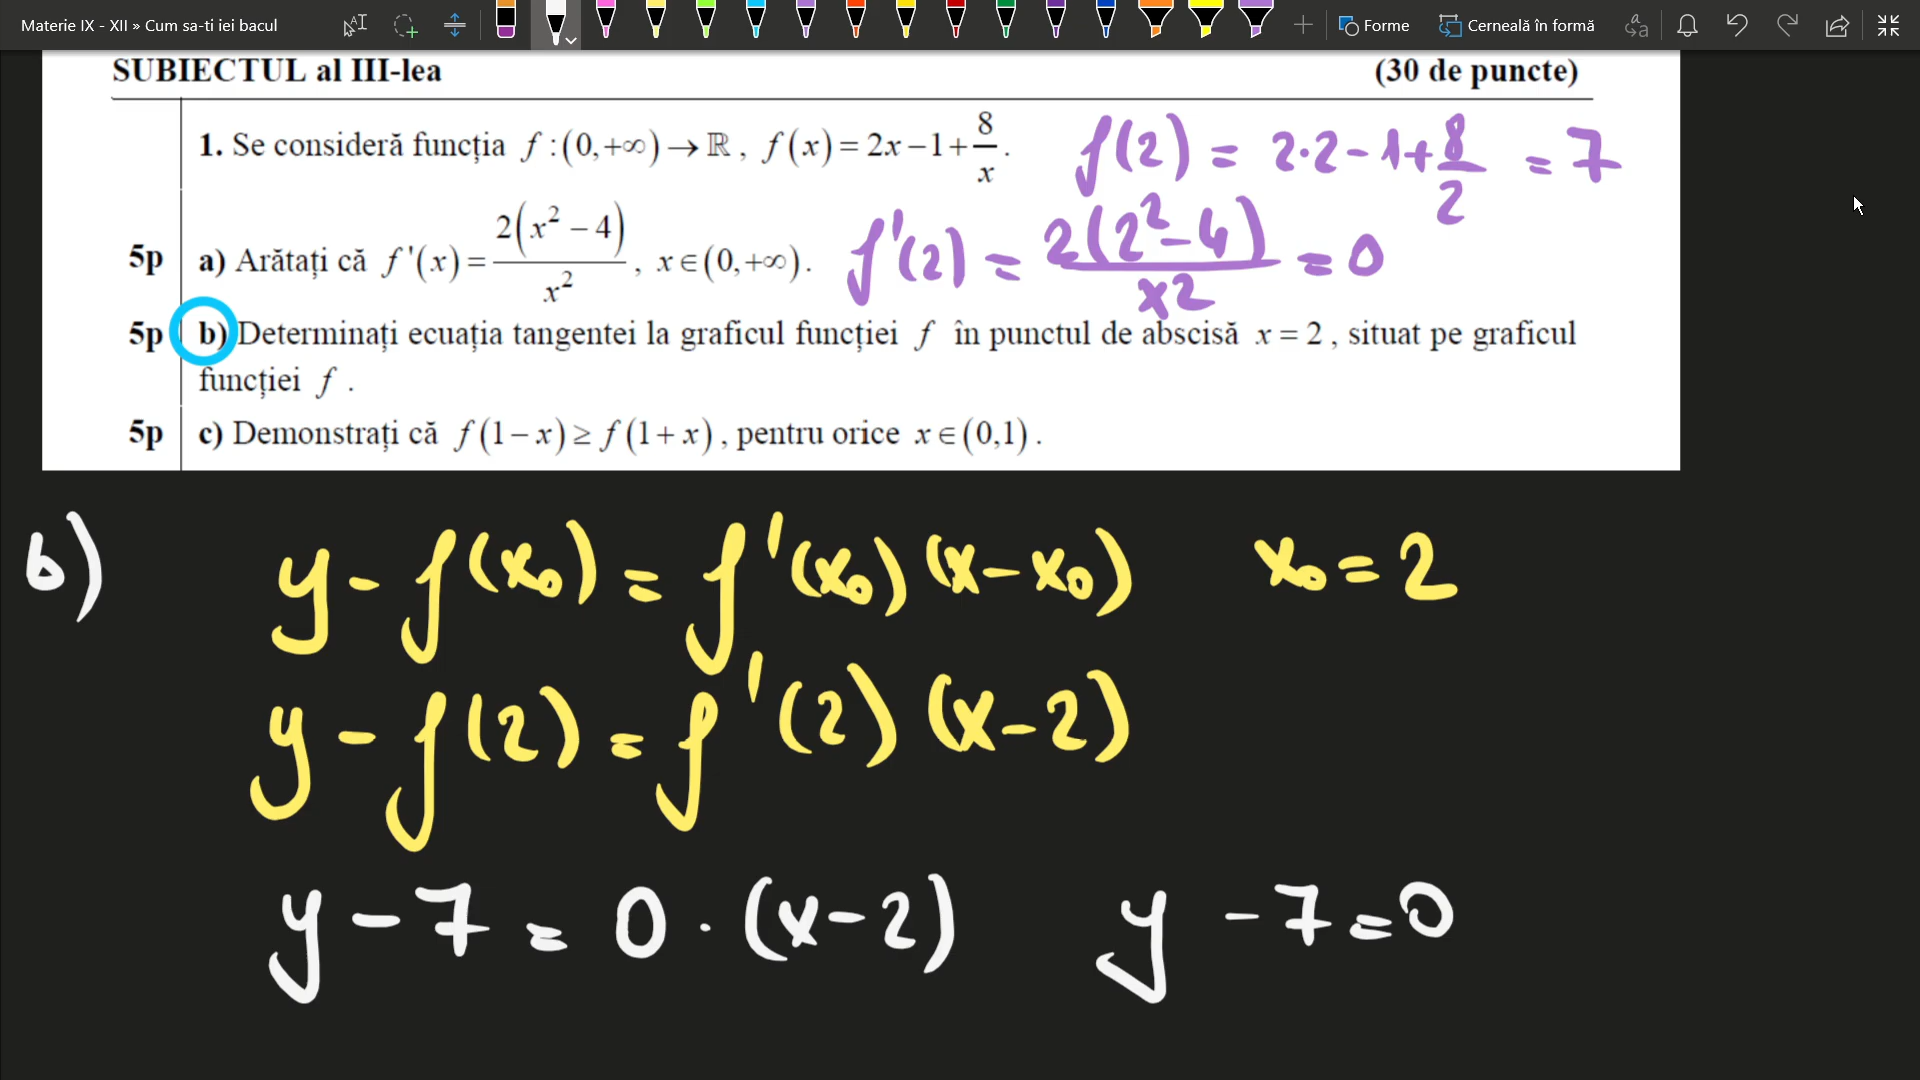 Materie IX - XII » Cum sa-ti iei bacul
Forme
Cerneală în formă
SUBIECTUL al III-lea (30 de puncte)
1. Se consideră funcția f : (0,+∞) → ℝ, f(x) = 2x − 1 + 8/x.
f(2) = 2·2 − 1 + 8/2 = 7
5p a) Arătați că f'(x) = 2(x² − 4)/x², x ∈ (0,+∞).
f'(2) = 2(2² − 4)/x2 = 0
5p b) Determinați ecuația tangentei la graficul funcției f în punctul de abscisă x = 2, situat pe graficul
funcției f.
5p c) Demonstrați că f(1 − x) ≥ f(1 + x), pentru orice x ∈ (0,1).
b) y − f(x₀) = f'(x₀)(x − x₀) x₀ = 2
y − f(2) = f'(2)(x − 2)
y − 7 = 0 · (x − 2) y − 7 = 0